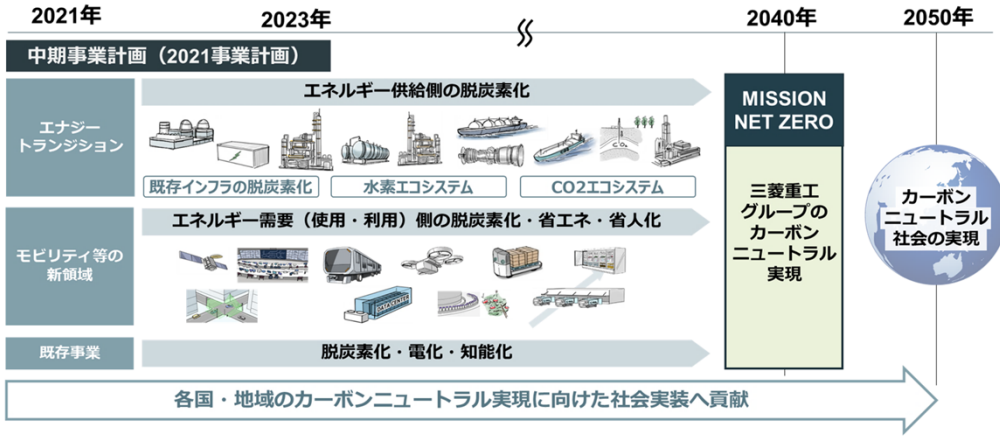 2021年
2023年
2040年
2050年
中期事業計画（2021事業計画）
エナジー
トランジション
エネルギー供給側の脱炭素化
CO₂
既存インフラの脱炭素化
水素エコシステム
CO2エコシステム
モビリティ等の
新領域
エネルギー需要（使用・利用）側の脱炭素化・省エネ・省人化
DATACENTER
既存事業
脱炭素化・電化・知能化
MISSION
NET ZERO
三菱重工
グループの
カーボン
ニュートラル
実現
カーボン
ニュートラル
社会の実現
各国・地域のカーボンニュートラル実現に向けた社会実装へ貢献